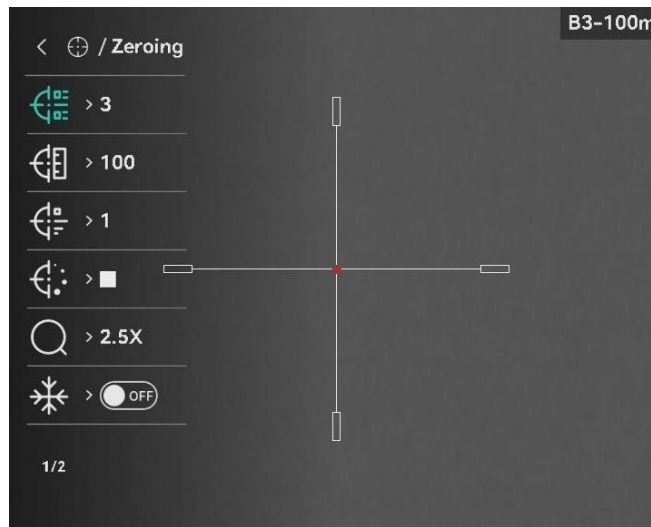 B3-100m
< / Zeroing
> 3
> 100
> 1
>
> 2.5X
> OFF
1/2